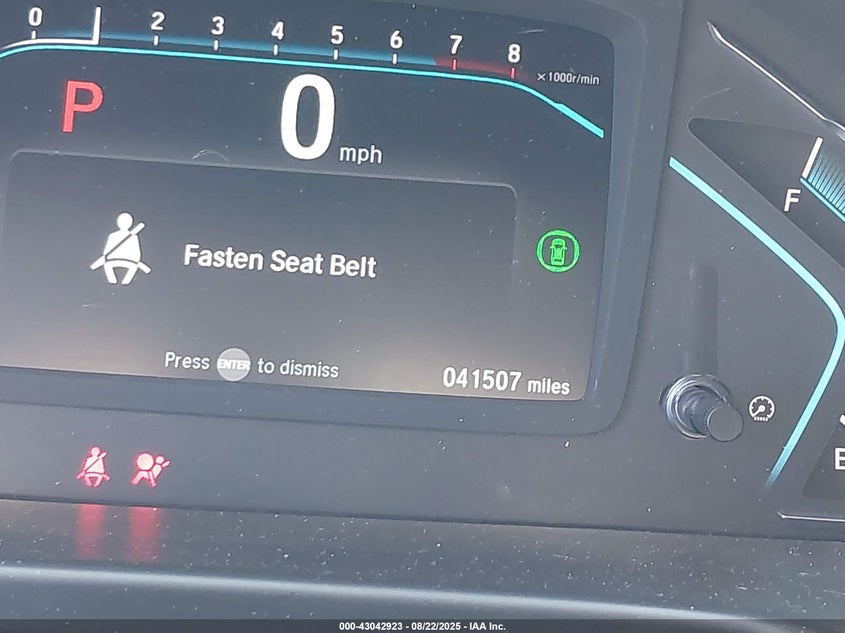 0 2 3 4 5 6 7 8
×1000r/min
P
0 mph
F
Fasten Seat Belt
Press ENTER to dismiss
041507 miles
E
000-43042923 - 08/22/2025 - IAA Inc.